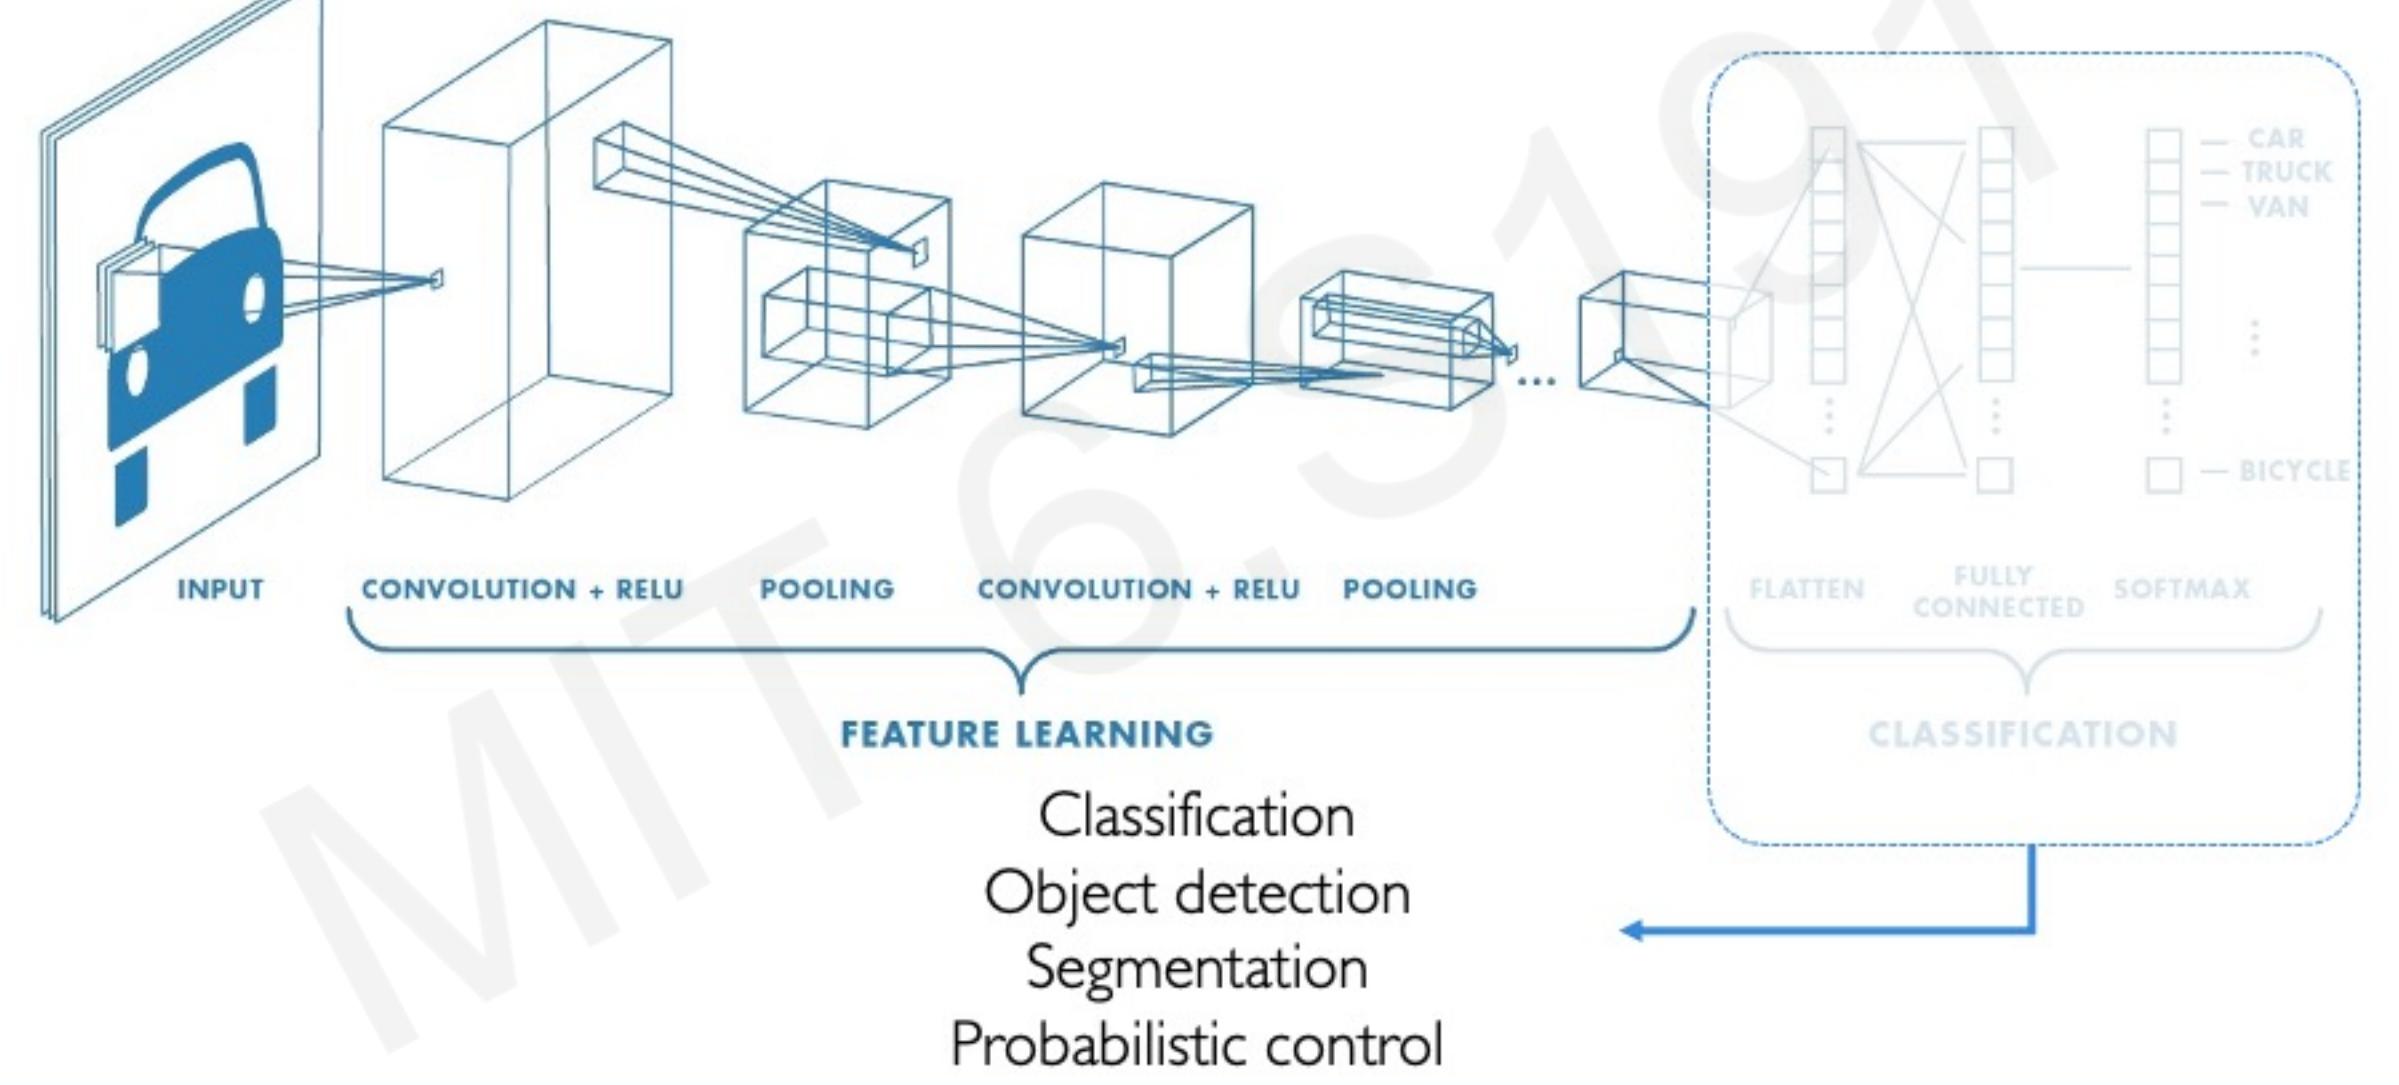 CAR
TRUCK
VAN
BICYCLE
INPUT
CONVOLUTION + RELU
POOLING
CONVOLUTION + RELU
POOLING
FLATTEN
FULLY
CONNECTED
SOFTMAX
FEATURE LEARNING
CLASSIFICATION
Classification
Object detection
Segmentation
Probabilistic control
MIT 6.S191